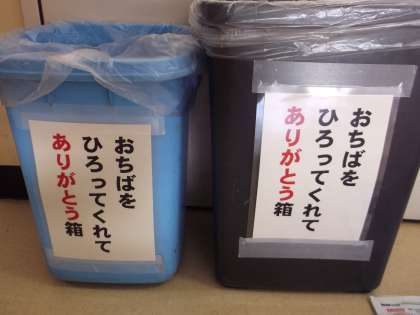 おちばを
ひろってくれて
ありがとう箱
おちばを
ひろってくれて
ありがとう箱